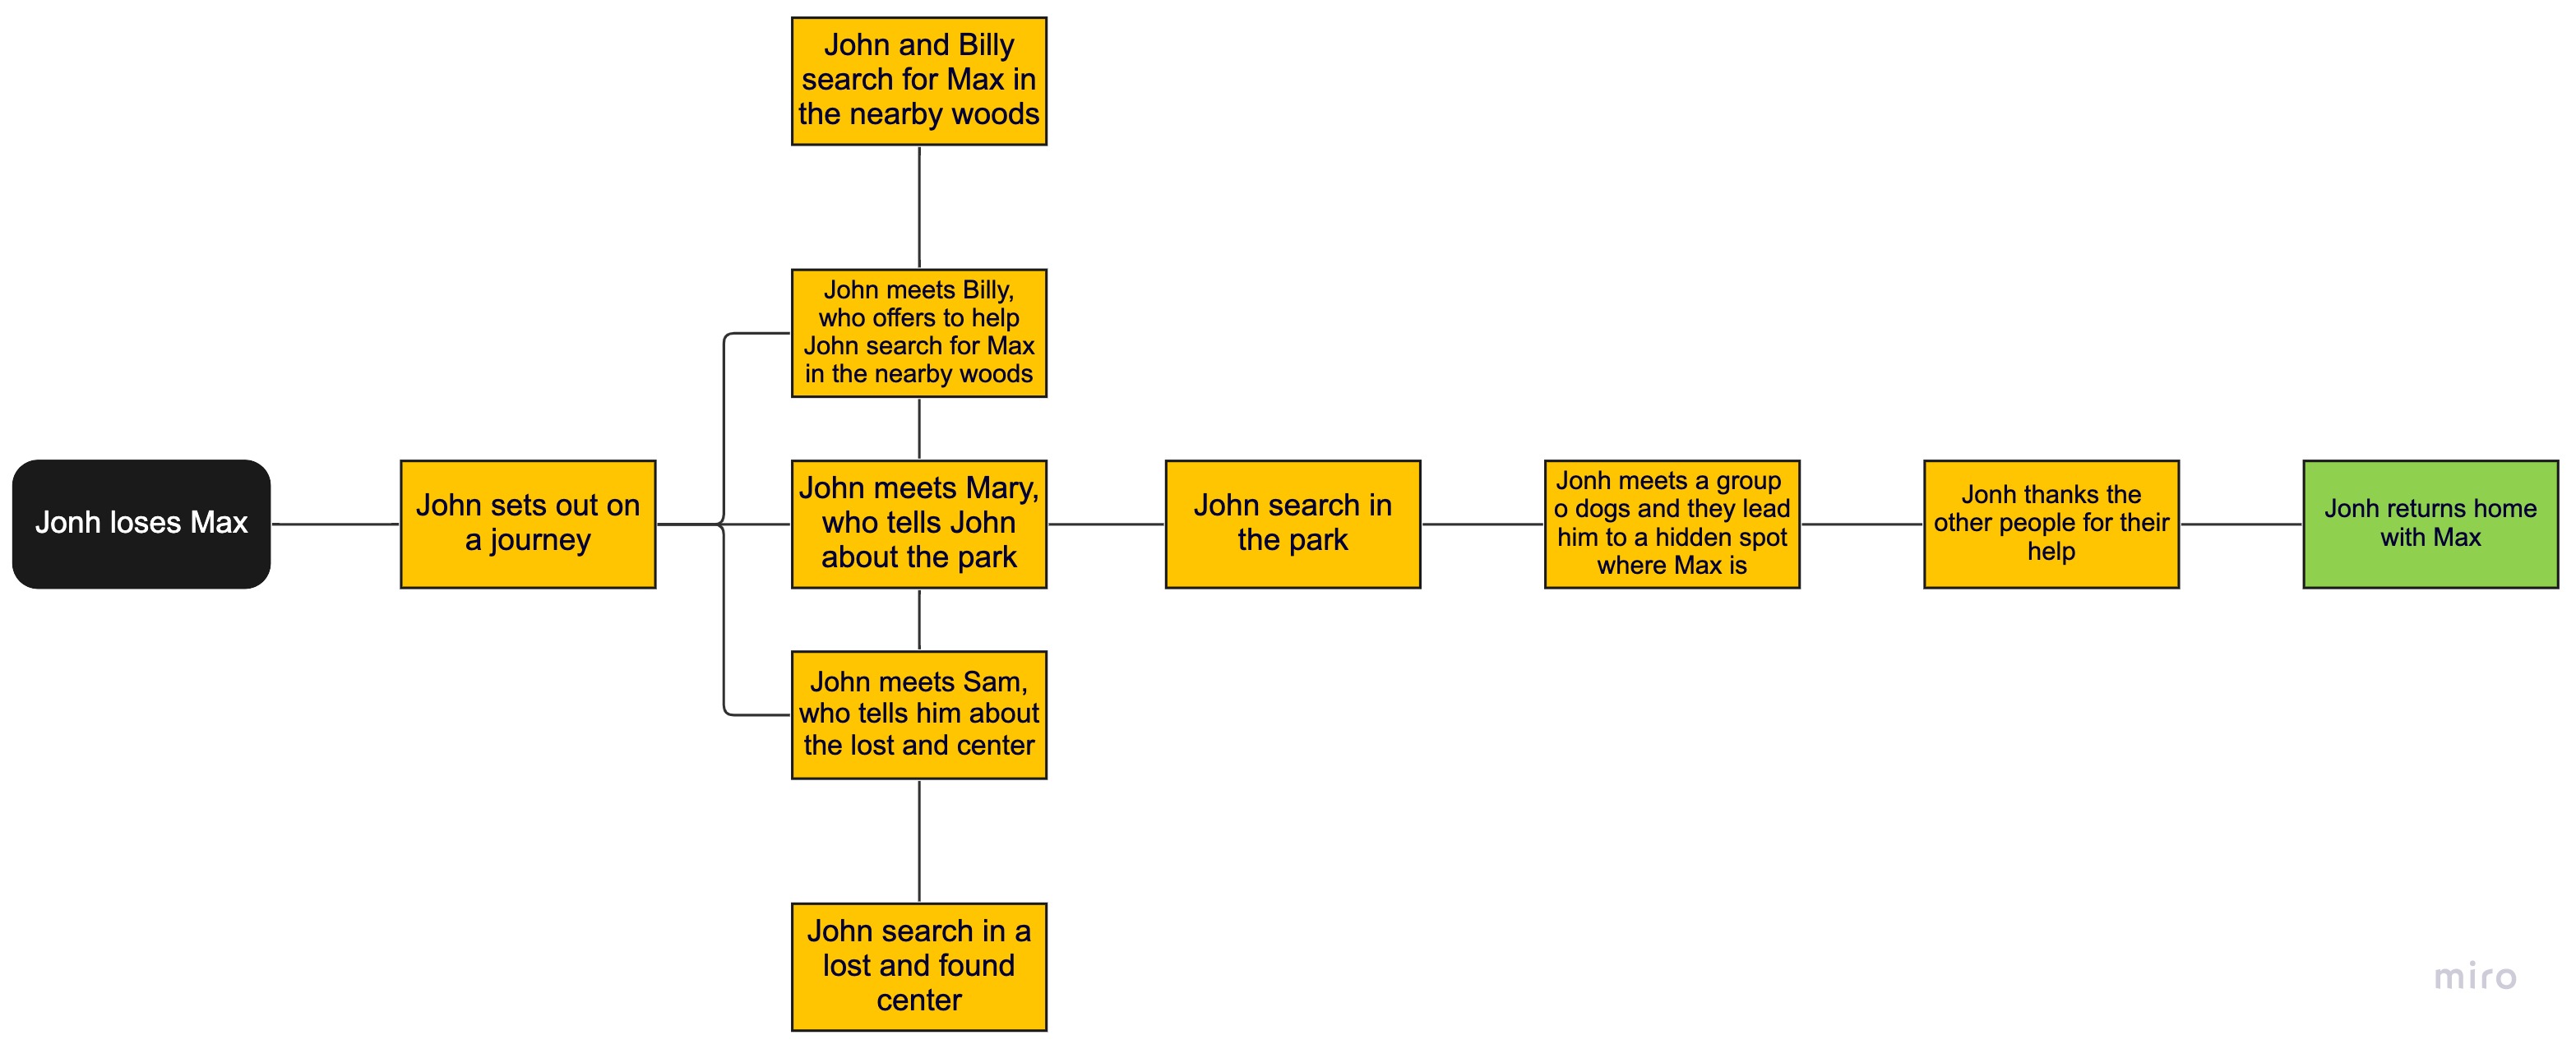 John and Billy
search for Max in
the nearby woods
John meets Billy,
who offers to help
John search for Max
in the nearby woods
Jonh loses Max
John sets out on
a journey
John meets Mary,
who tells John
about the park
John search in
the park
Jonh meets a group
o dogs and they lead
him to a hidden spot
where Max is
Jonh thanks the
other people for their
help
Jonh returns home
with Max
John meets Sam,
who tells him about
the lost and center
John search in a
lost and found
center
miro